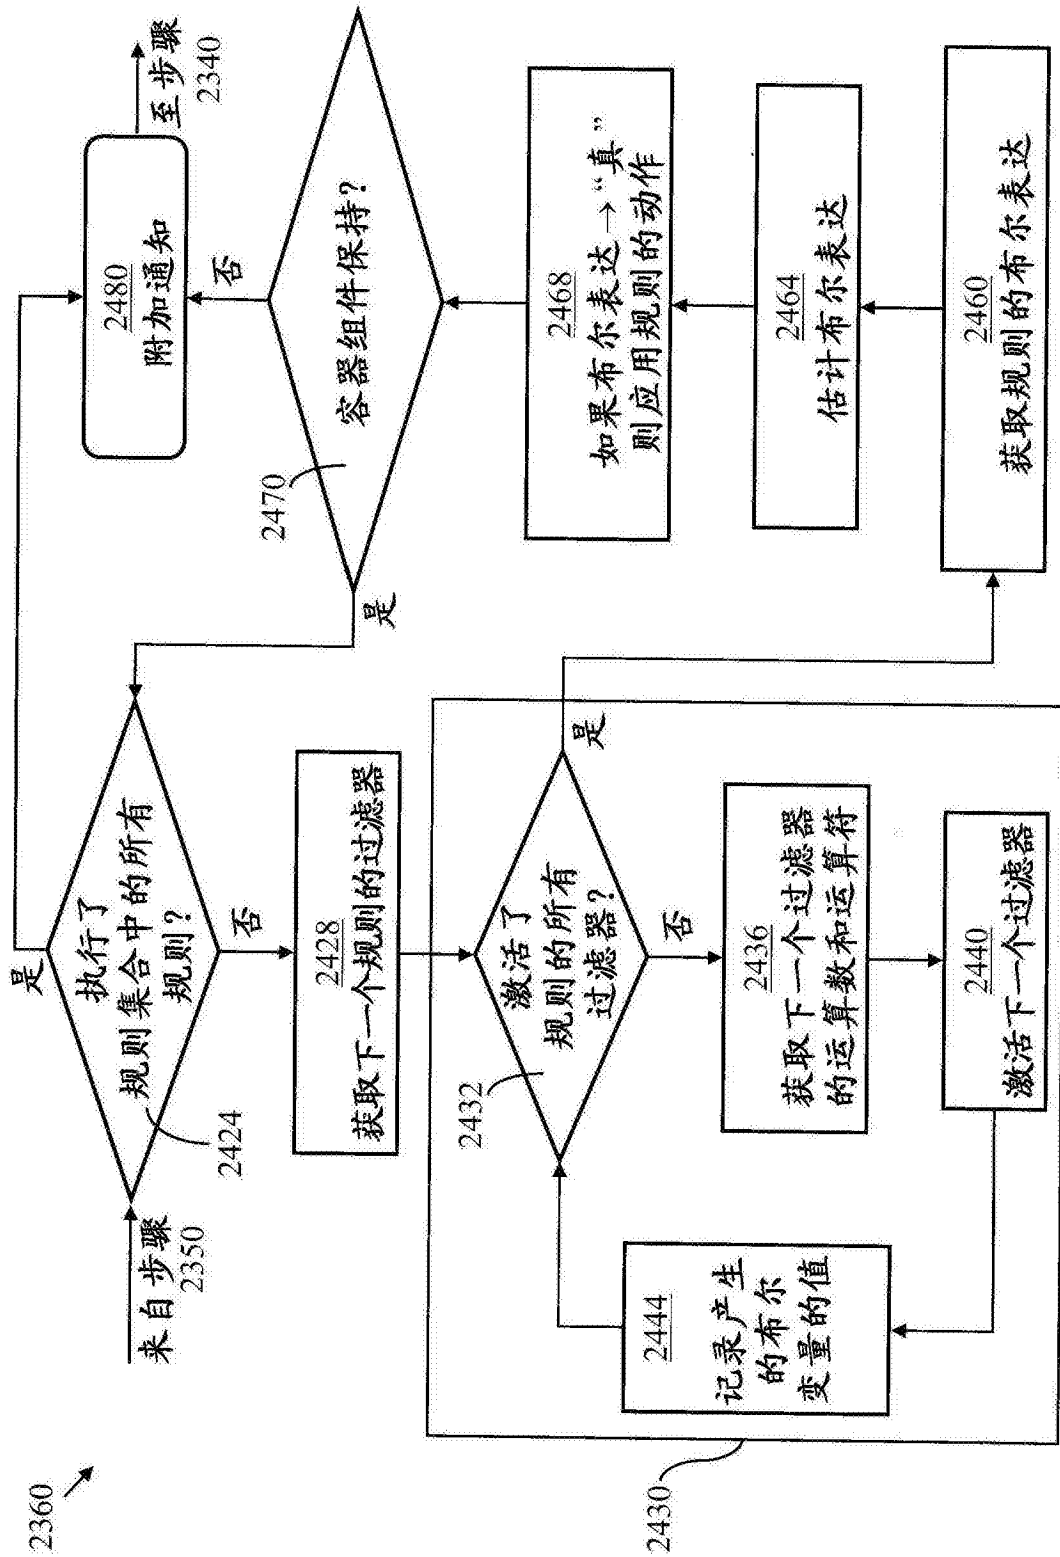 2360
来自步骤
2350
是
执行了
规则集合中的所有
规则？
2424
否
2428
获取下一个规则的过滤器
2430
激活了
规则的所有
过滤器？
2432
是
否
2436
获取下一个过滤器
的运算数和运算符
2440
激活下一个过滤器
2444
记录产生
的布尔
变量的值
2460
获取规则的布尔表达
2464
估计布尔表达
2468
如果布尔表达→“真”
则应用规则的动作
容器组件保持？
2470
是
否
2480
附加通知
至步骤
2340